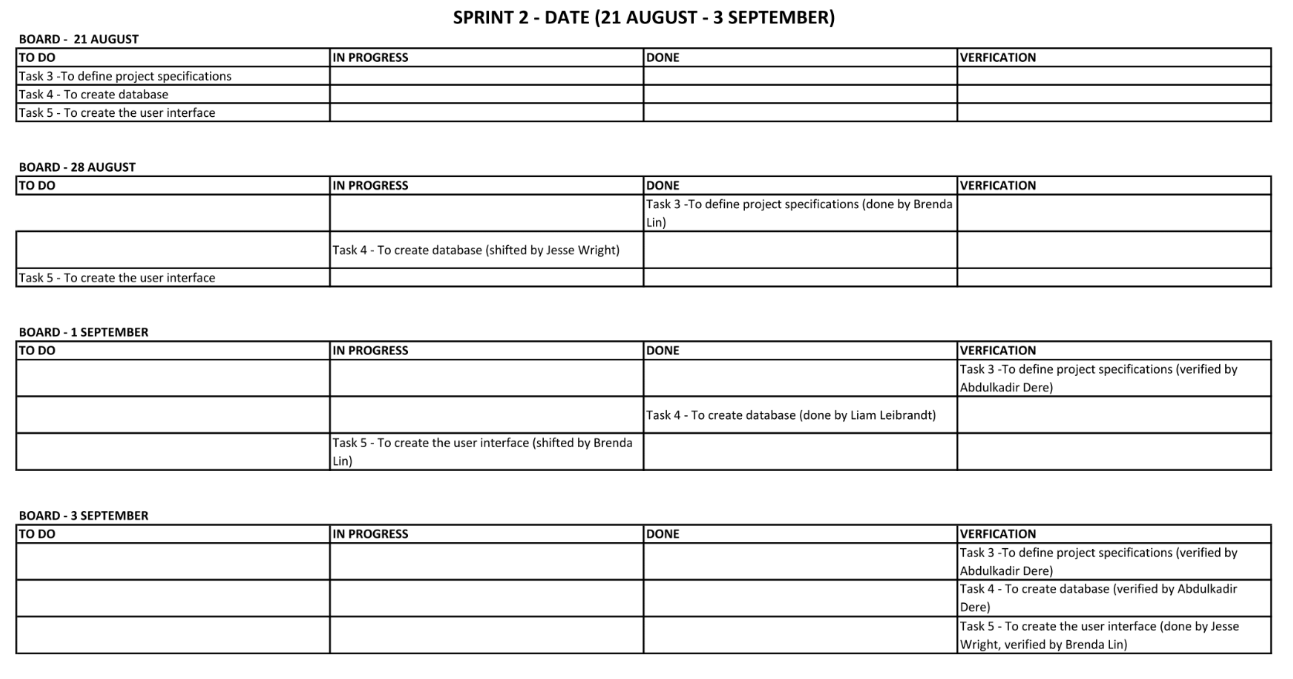 SPRINT 2 - DATE (21 AUGUST - 3 SEPTEMBER)
BOARD - 21 AUGUST
TO DO IN PROGRESS DONE VERFICATION
Task 3 -To define project specifications
Task 4 - To create database
Task 5 - To create the user interface
BOARD - 28 AUGUST
TO DO IN PROGRESS DONE VERFICATION
Task 3 -To define project specifications (done by Brenda
Lin)
Task 4 - To create database (shifted by Jesse Wright)
Task 5 - To create the user interface
BOARD - 1 SEPTEMBER
TO DO IN PROGRESS DONE VERFICATION
Task 3 -To define project specifications (verified by
Abdulkadir Dere)
Task 4 - To create database (done by Liam Leibrandt)
Task 5 - To create the user interface (shifted by Brenda
Lin)
BOARD - 3 SEPTEMBER
TO DO IN PROGRESS DONE VERFICATION
Task 3 -To define project specifications (verified by
Abdulkadir Dere)
Task 4 - To create database (verified by Abdulkadir
Dere)
Task 5 - To create the user interface (done by Jesse
Wright, verified by Brenda Lin)